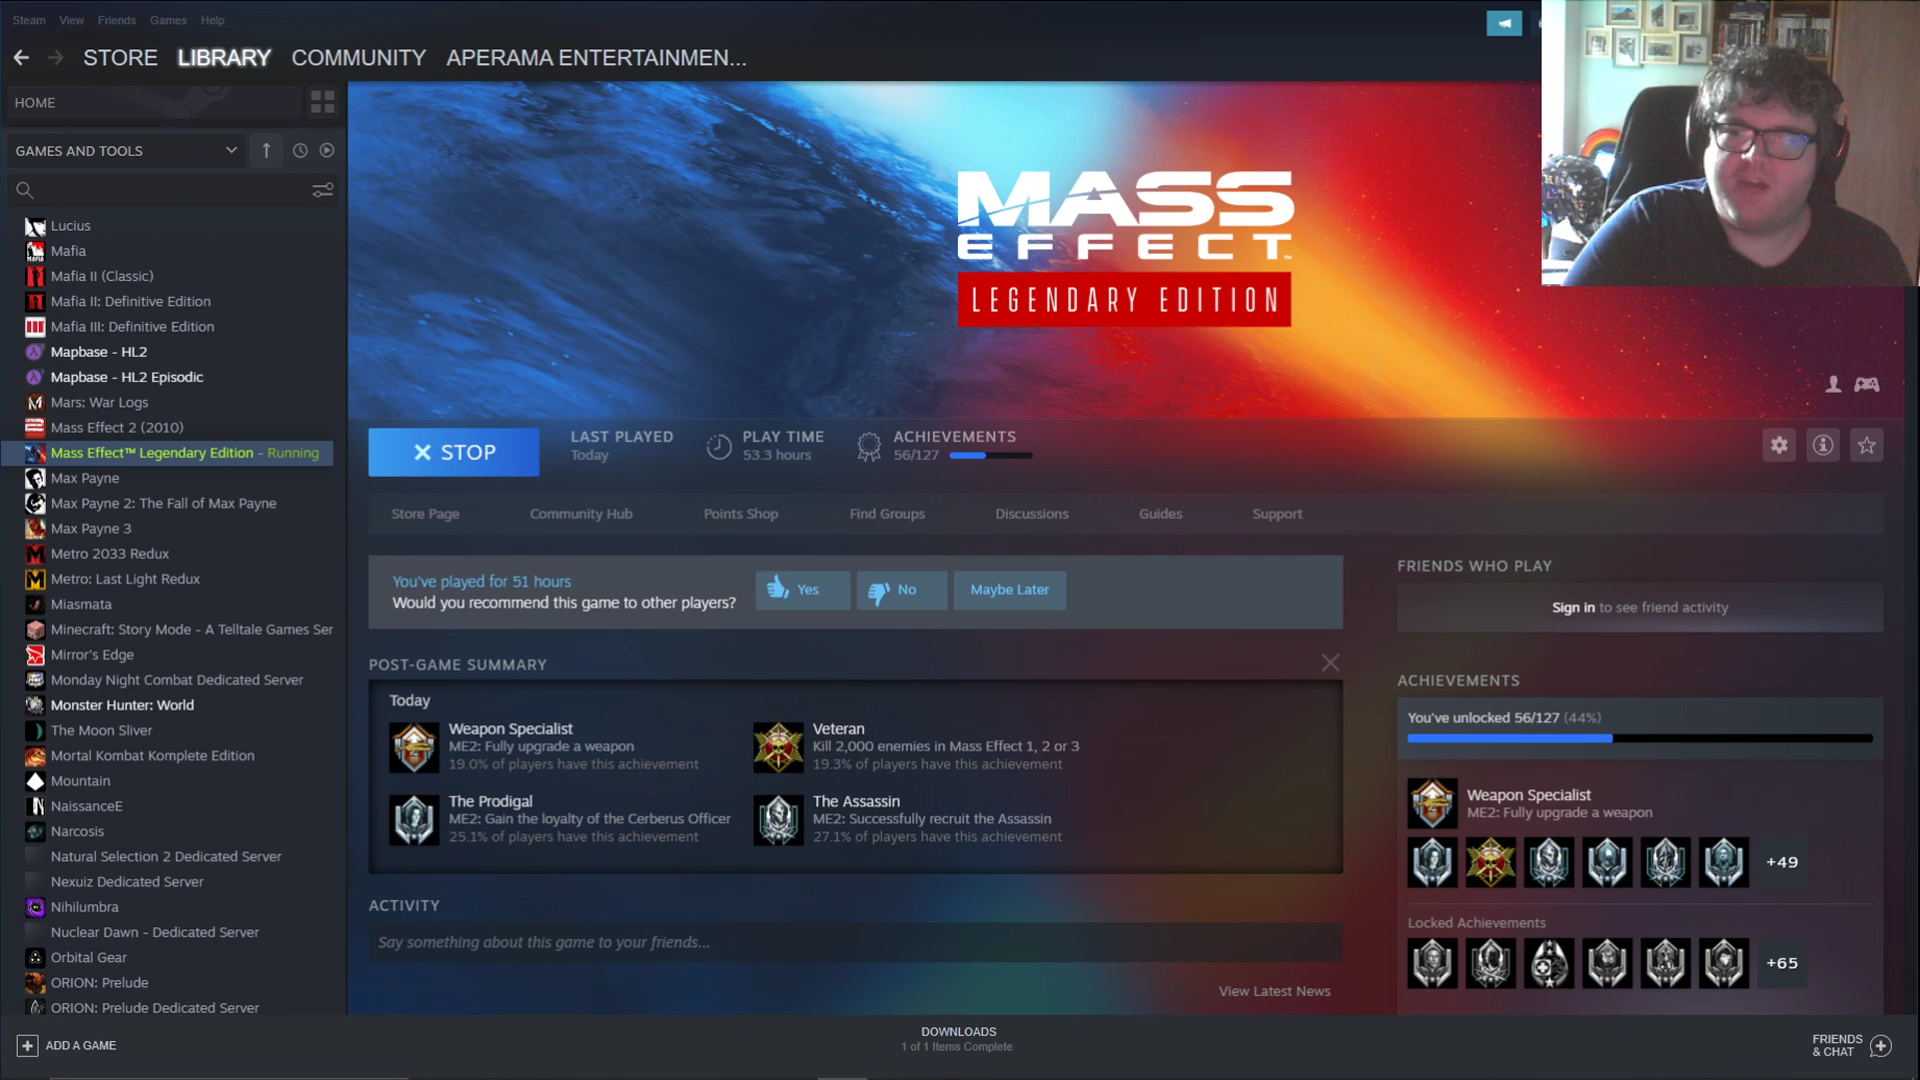 Steam View Friends Games Help
STORE LIBRARY COMMUNITY APERAMA ENTERTAINMEN...
HOME
GAMES AND TOOLS
Lucius
Mafia
Mafia II (Classic)
Mafia II: Definitive Edition
Mafia III: Definitive Edition
Mapbase - HL2
Mapbase - HL2 Episodic
Mars: War Logs
Mass Effect 2 (2010)
Mass Effect™ Legendary Edition - Running
Max Payne
Max Payne 2: The Fall of Max Payne
Max Payne 3
Metro 2033 Redux
Metro: Last Light Redux
Miasmata
Minecraft: Story Mode - A Telltale Games Ser
Mirror's Edge
Monday Night Combat Dedicated Server
Monster Hunter: World
The Moon Sliver
Mortal Kombat Komplete Edition
Mountain
NaissanceE
Narcosis
Natural Selection 2 Dedicated Server
Nexuiz Dedicated Server
Nihilumbra
Nuclear Dawn - Dedicated Server
Orbital Gear
ORION: Prelude
ORION: Prelude Dedicated Server
MASS
EFFECT™
LEGENDARY EDITION
STOP
LAST PLAYED
Today
PLAY TIME
53.3 hours
ACHIEVEMENTS
56/127
Store Page Community Hub Points Shop Find Groups Discussions Guides Support
You've played for 51 hours
Would you recommend this game to other players?
Yes No Maybe Later
POST-GAME SUMMARY
Today
Weapon Specialist
ME2: Fully upgrade a weapon
19.0% of players have this achievement
Veteran
Kill 2,000 enemies in Mass Effect 1, 2 or 3
19.3% of players have this achievement
The Prodigal
ME2: Gain the loyalty of the Cerberus Officer
25.1% of players have this achievement
The Assassin
ME2: Successfully recruit the Assassin
27.1% of players have this achievement
ACTIVITY
Say something about this game to your friends...
View Latest News
FRIENDS WHO PLAY
Sign in to see friend activity
ACHIEVEMENTS
You've unlocked 56/127 (44%)
Weapon Specialist
ME2: Fully upgrade a weapon
+49
Locked Achievements
+65
ADD A GAME
DOWNLOADS
1 of 1 Items Complete
FRIENDS
& CHAT